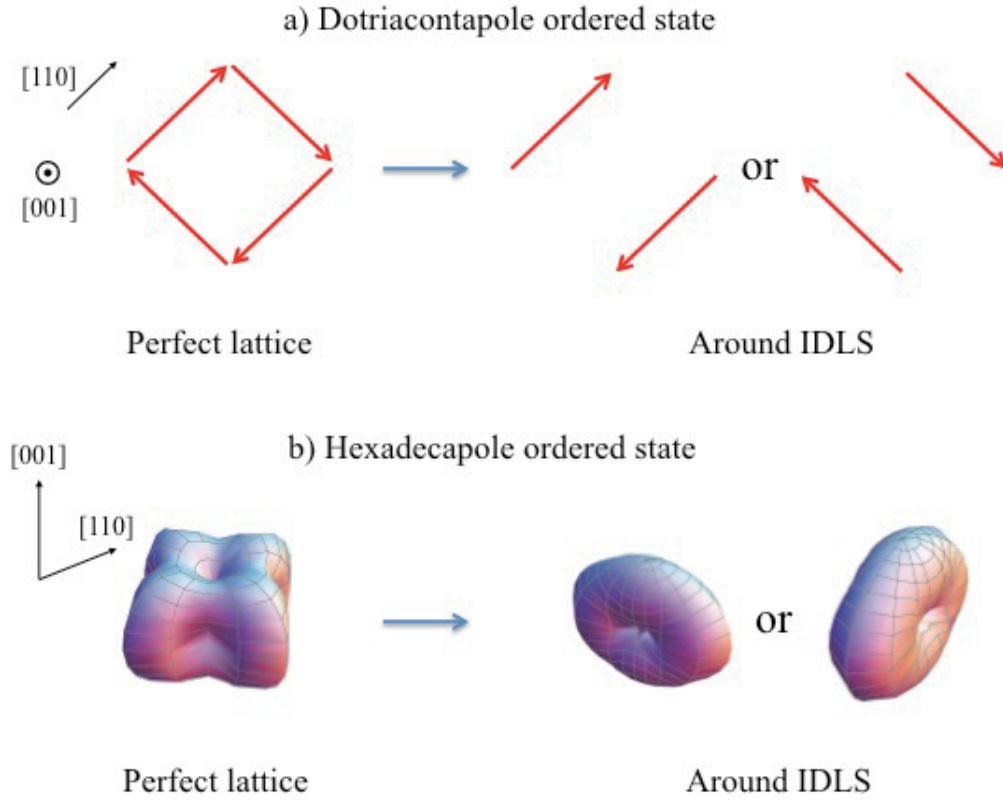 a) Dotriacontapole ordered state
[110]
[001]
or
Perfect lattice
Around IDLS
b) Hexadecapole ordered state
[001]
[110]
or
Perfect lattice
Around IDLS